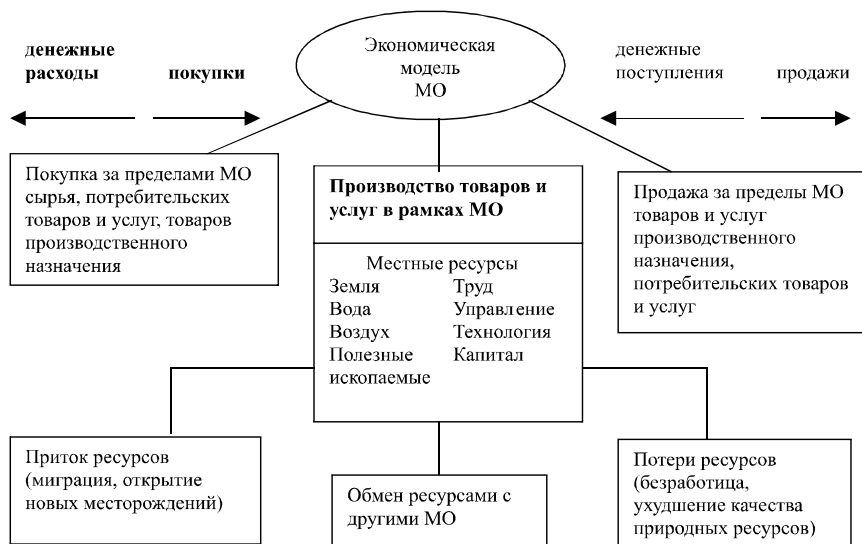 Экономическая
модель
МО
денежные
расходы
покупки
денежные
поступления
продажи
Покупка за пределами МО
сырья, потребительских
товаров и услуг, товаров
производственного
назначения
Производство товаров и
услуг в рамках МО
Местные ресурсы
Земля Труд
Вода Управление
Воздух Технология
Полезные Капитал
ископаемые
Продажа за пределы МО
товаров и услуг
производственного
назначения,
потребительских товаров
и услуг
Приток ресурсов
(миграция, открытие
новых месторождений)
Обмен ресурсами с
другими МО
Потери ресурсов
(безработица,
ухудшение качества
природных ресурсов)